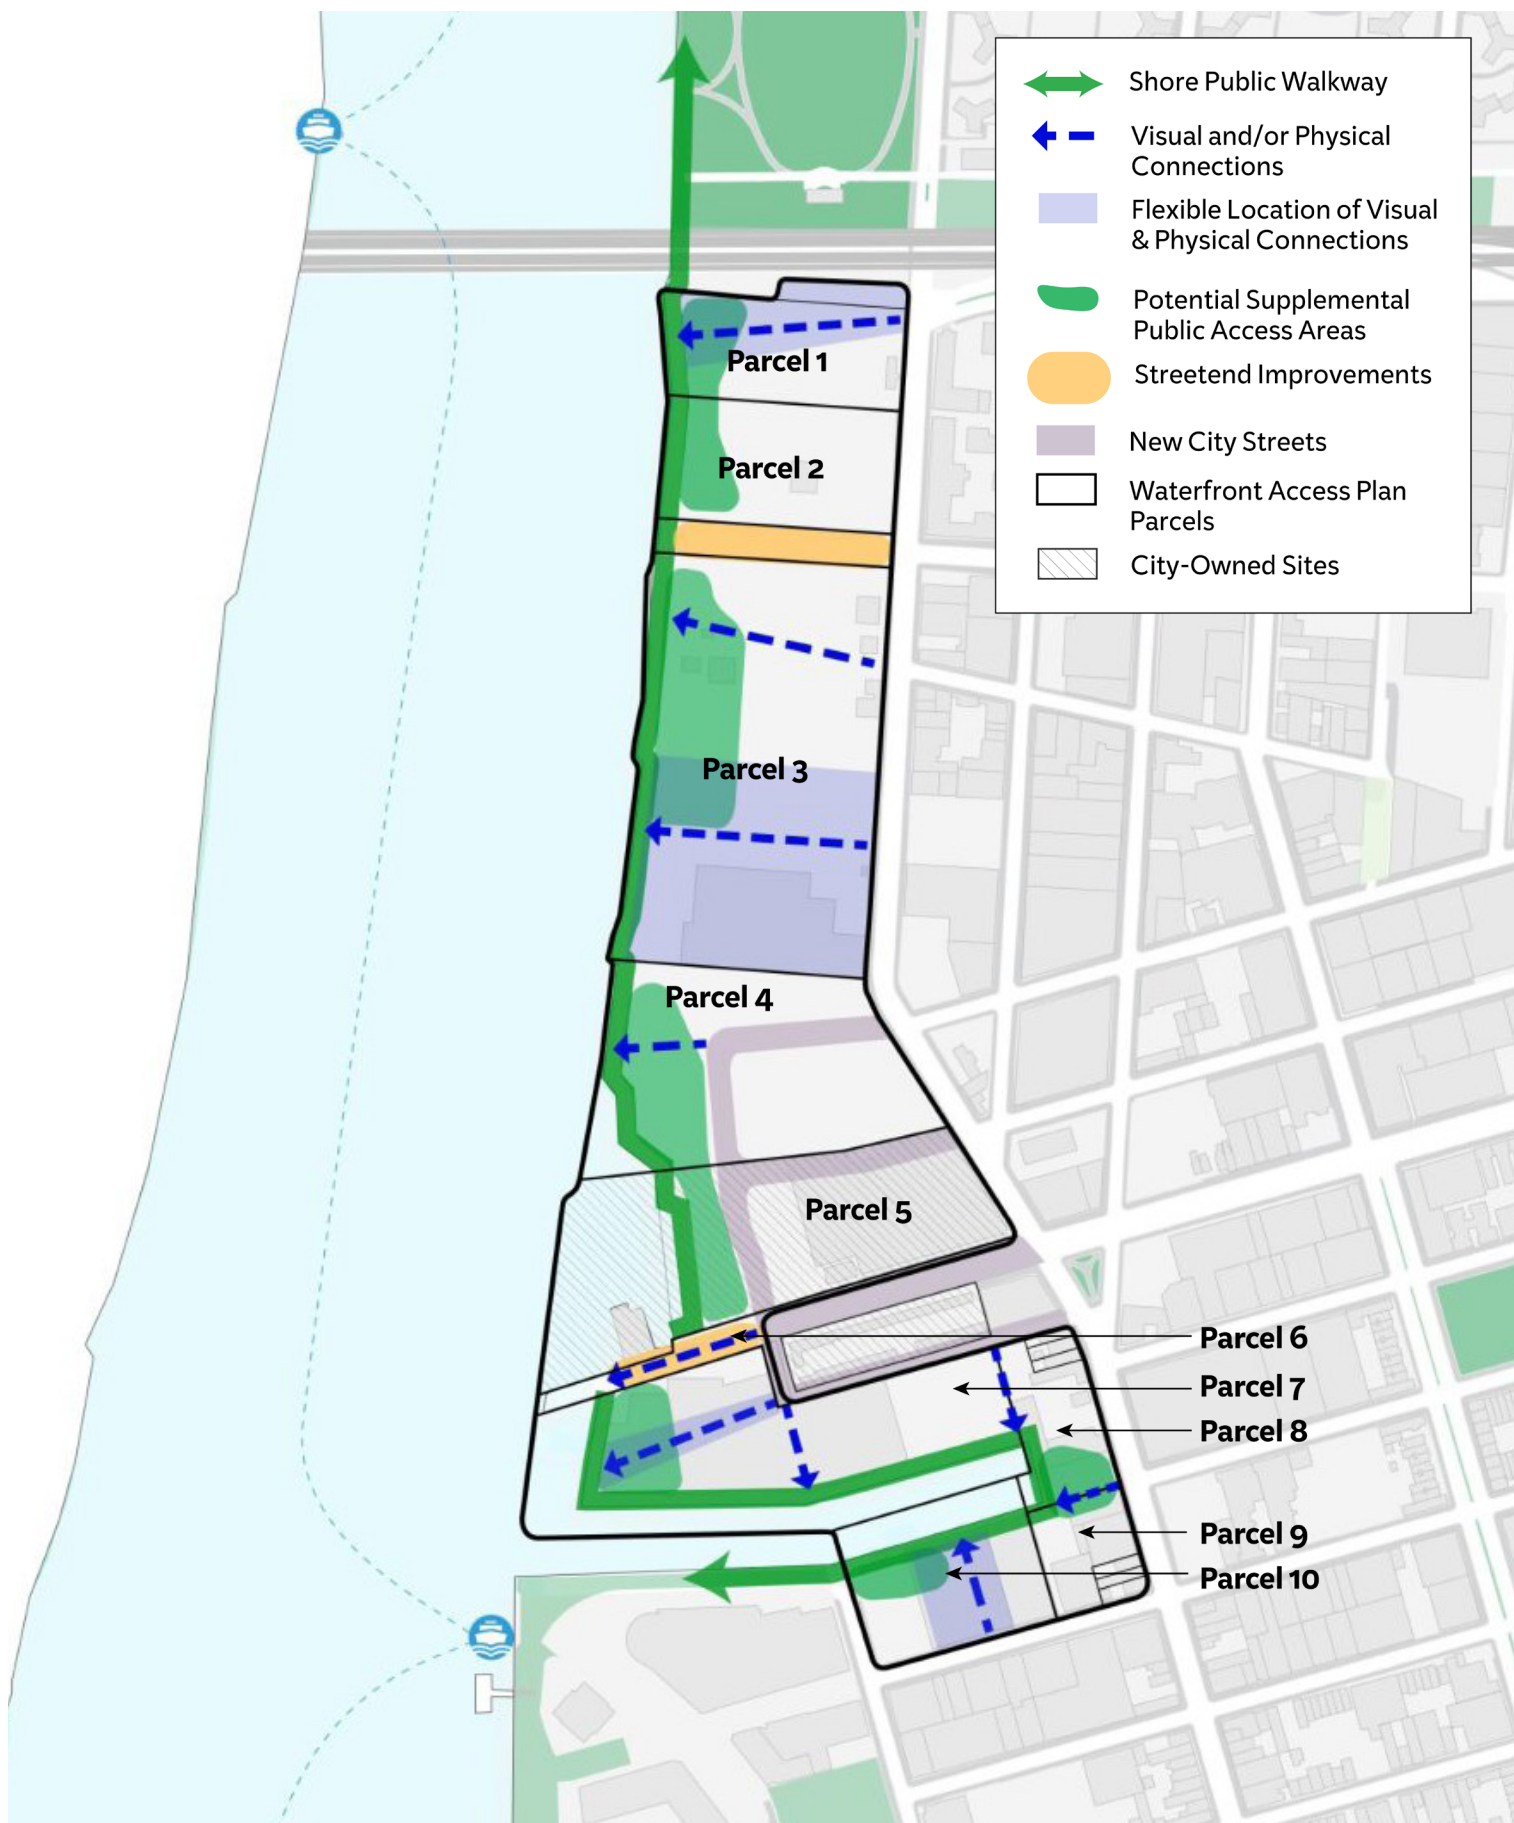 Shore Public Walkway
Visual and/or Physical
Connections
Flexible Location of Visual
& Physical Connections
Potential Supplemental
Public Access Areas
Streetend Improvements
New City Streets
Waterfront Access Plan
Parcels
City-Owned Sites
Parcel 1
Parcel 2
Parcel 3
Parcel 4
Parcel 5
Parcel 6
Parcel 7
Parcel 8
Parcel 9
Parcel 10